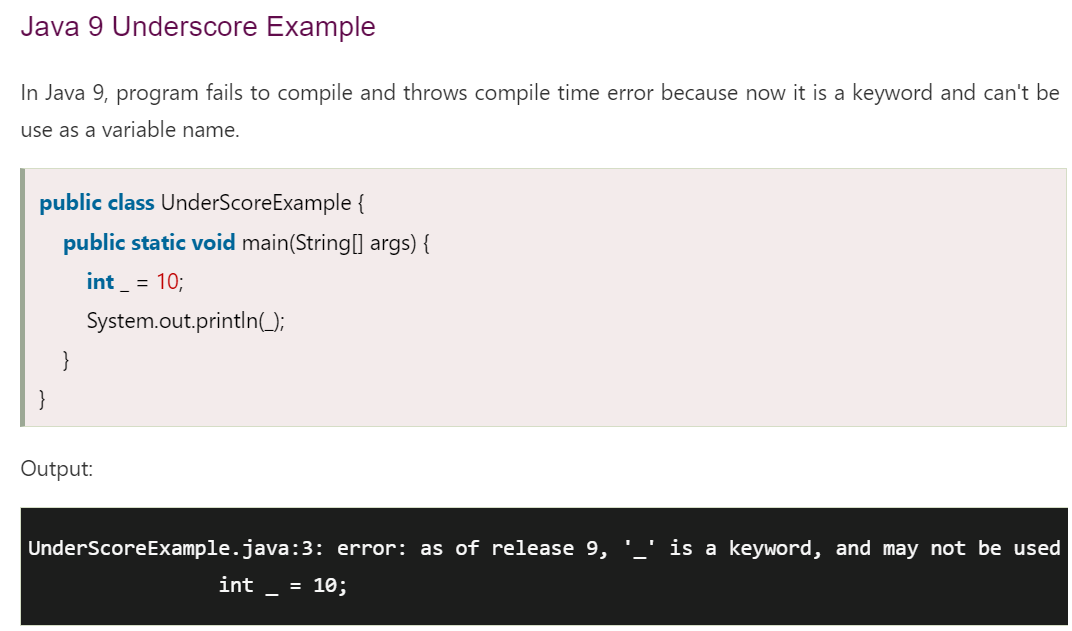 Java 9 Underscore Example
In Java 9, program fails to compile and throws compile time error because now it is a keyword and can't be
use as a variable name.
public class UnderScoreExample {
public static void main(String[] args) {
int _ = 10;
System.out.println(_);
}
}
Output:
UnderScoreExample.java:3: error: as of release 9, '_' is a keyword, and may not be used
int _ = 10;